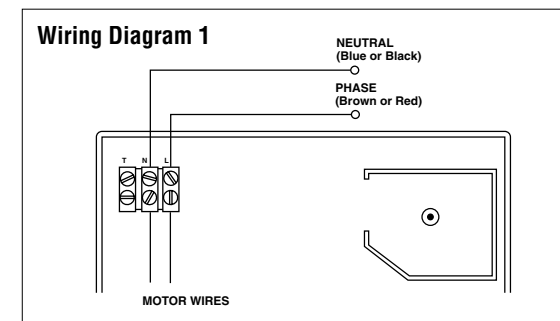 Wiring Diagram 1
NEUTRAL
(Blue or Black)
PHASE
(Brown or Red)
T N L
MOTOR WIRES